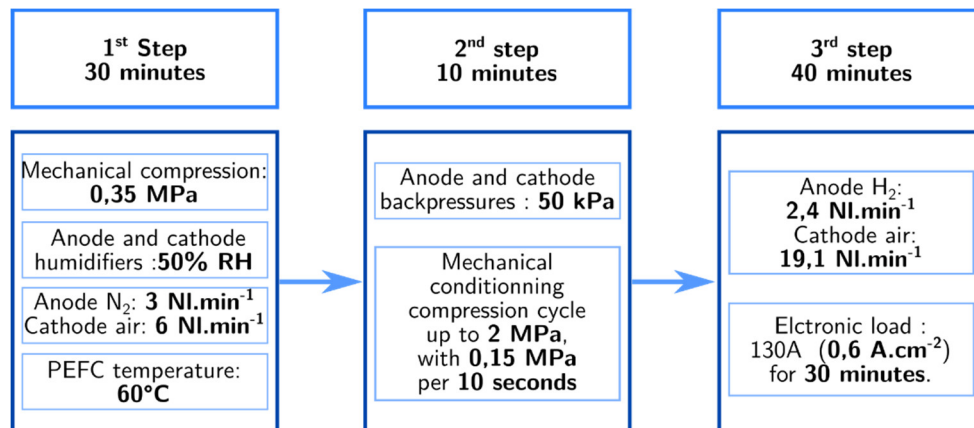 1st Step
30 minutes
2nd step
10 minutes
3rd step
40 minutes
Mechanical compression:
0,35 MPa
Anode and cathode
humidifiers :50% RH
Anode N2: 3 Nl.min-1
Cathode air: 6 Nl.min-1
PEFC temperature:
60°C
Anode and cathode
backpressures : 50 kPa
Mechanical
conditionning
compression cycle
up to 2 MPa,
with 0,15 MPa
per 10 seconds
Anode H2:
2,4 Nl.min-1
Cathode air:
19,1 Nl.min-1
Elctronic load :
130A (0,6 A.cm-2)
for 30 minutes.